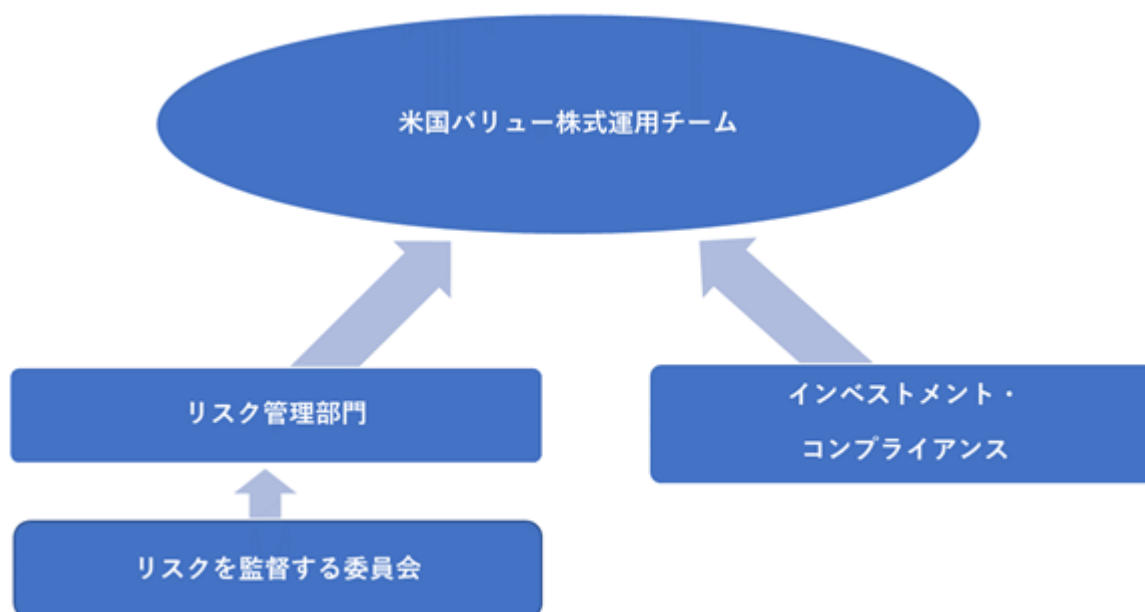 米国バリュー株式運用チーム
リスク管理部門
インベストメント・
コンプライアンス
リスクを監督する委員会